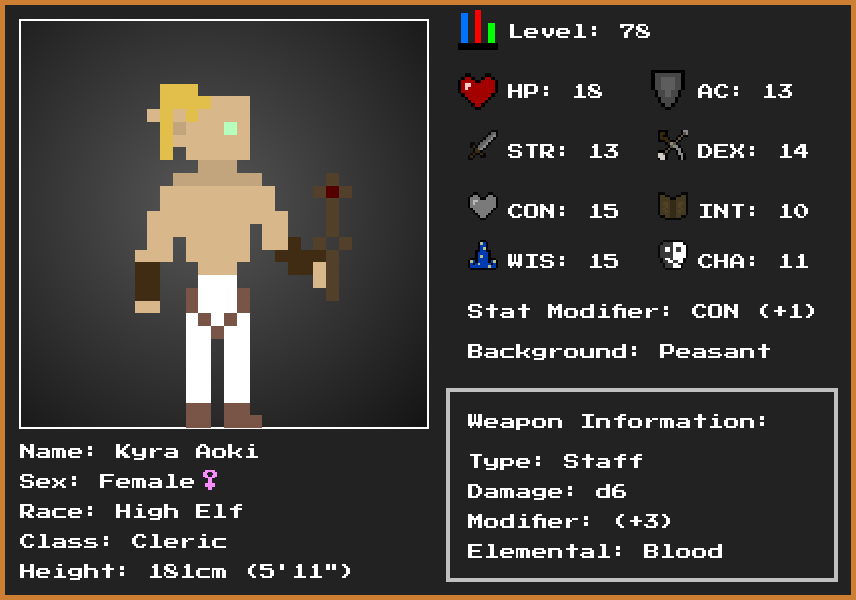 Level: 78
HP: 18 AC: 13
STR: 13 DEX: 14
CON: 15 INT: 10
WIS: 15 CHA: 11
Stat Modifier: CON (+1)
Background: Peasant
Weapon Information:
Type: Staff
Damage: d6
Modifier: (+3)
Elemental: Blood
Name: Kyra Aoki
Sex: Female♀
Race: High Elf
Class: Cleric
Height: 181cm (5'11")